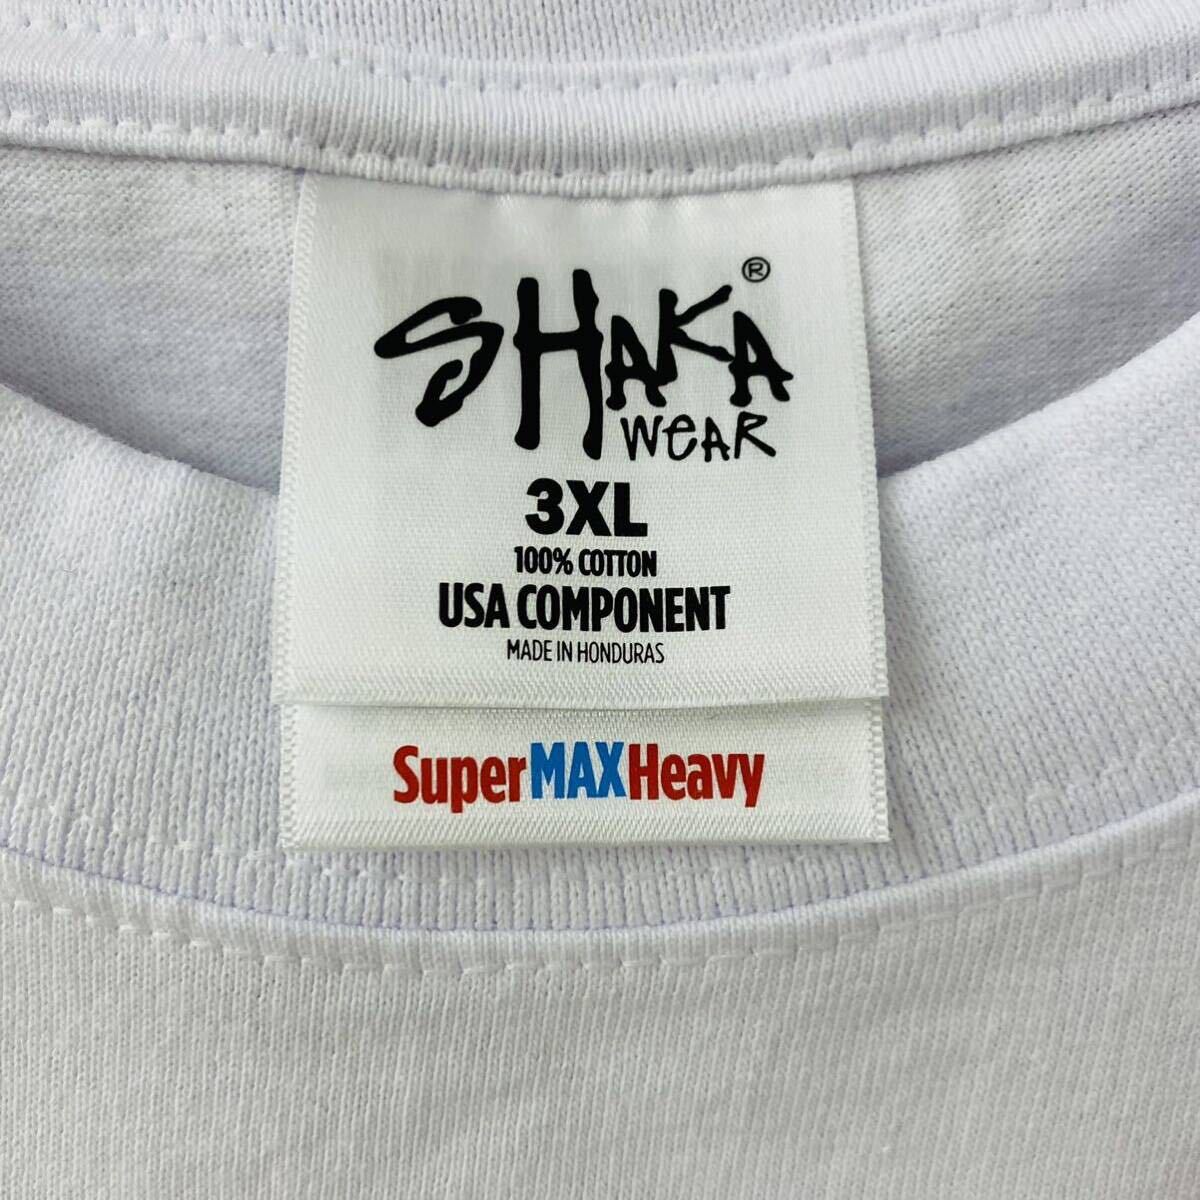 SHAKA ®
WEAR
3XL
100% COTTON
USA COMPONENT
MADE IN HONDURAS
SuperMAXHeavy